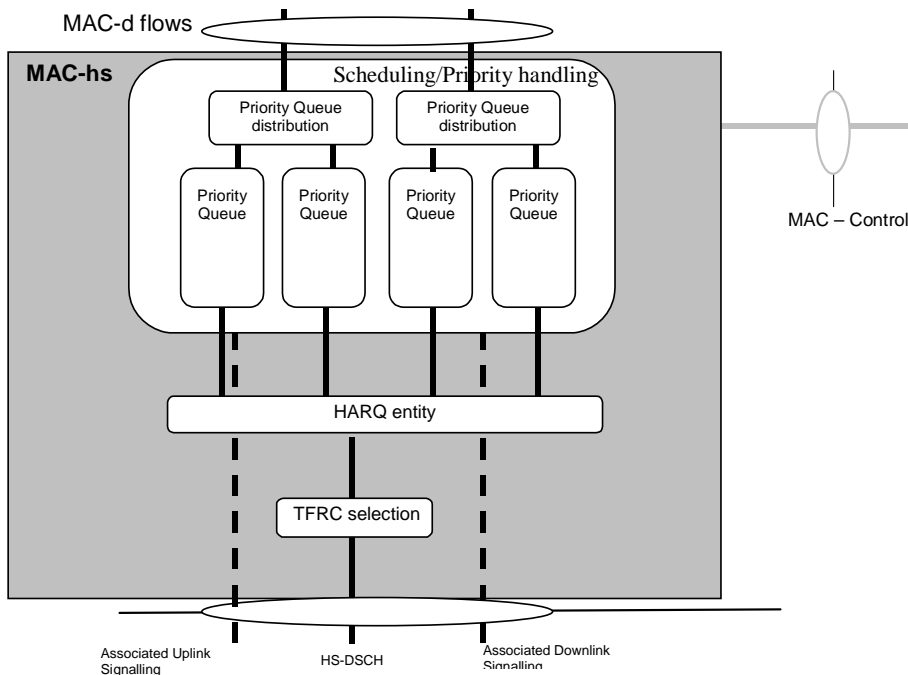 MAC-d flows
MAC-hs
Scheduling/Priority handling
Priority Queue
distribution
Priority Queue
distribution
Priority
Queue
Priority
Queue
Priority
Queue
Priority
Queue
MAC – Control
HARQ entity
TFRC selection
Associated Uplink
Signalling
HS-DSCH
Associated Downlink
Signalling